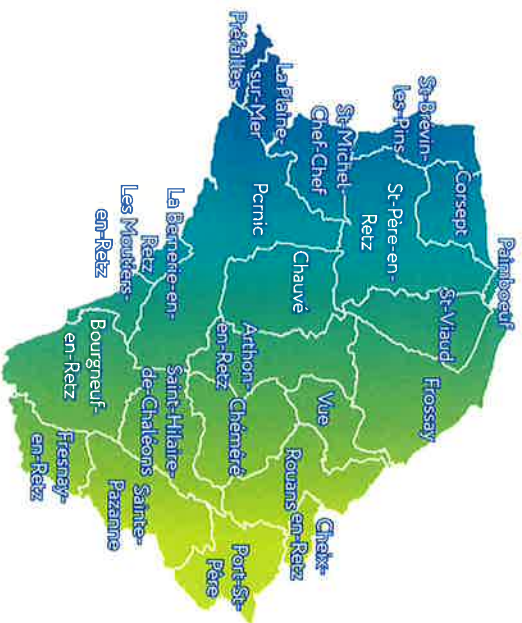 Paimboeuf
St-Brévin-
les-Pins
Corsept
St-Viaud
Frossay
St-Père-en-
Retz
St-Michel-
Chef-Chef
La Plaine-
sur-Mer
Préfailles
Pornic
Chauvé
Arthon-
en-Retz
Vue
Chéméré
Rouans
Cheix-
en-Retz
Port-St-
Père
Sainte-
Pazanne
Saint-Hilaire-
de-Chaléons
La Bernerie-en-
Retz
Les Moutiers-
en-Retz
Bourgneuf-
en-Retz
Fresnay-
en-Retz